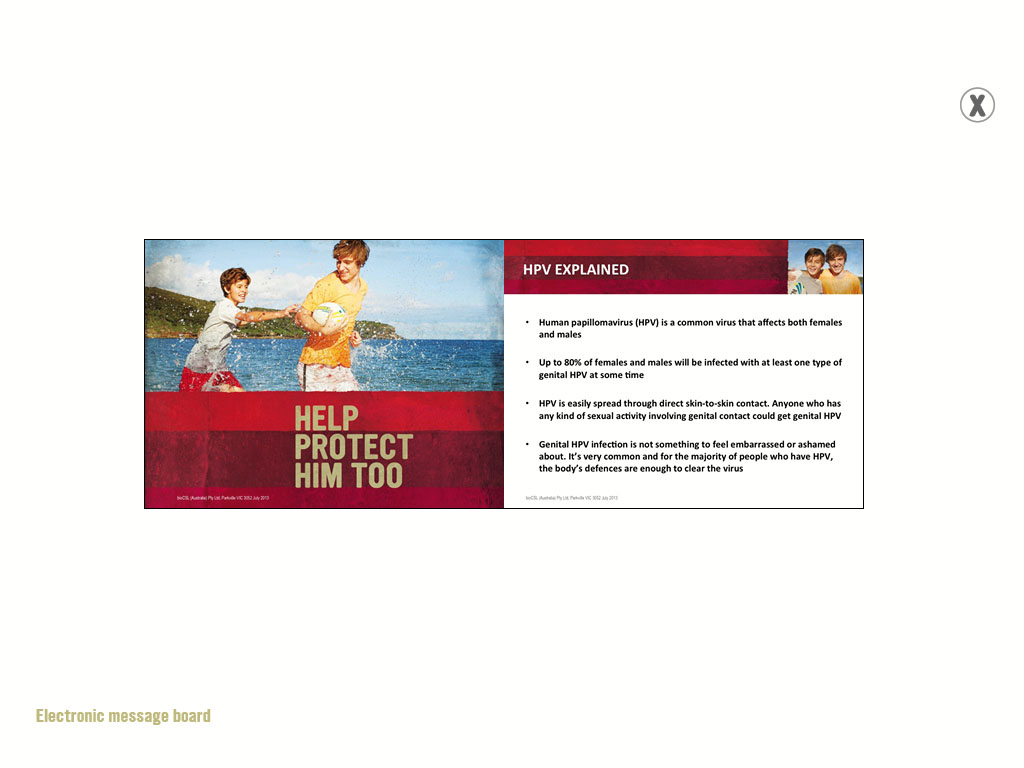 X
HELP
PROTECT
HIM TOO
bioCSL (Australia) Pty Ltd, Parkville VIC 3052 July 2013
HPV EXPLAINED
• Human papillomavirus (HPV) is a common virus that affects both females
and males
• Up to 80% of females and males will be infected with at least one type of
genital HPV at some time
• HPV is easily spread through direct skin-to-skin contact. Anyone who has
any kind of sexual activity involving genital contact could get genital HPV
• Genital HPV infection is not something to feel embarrassed or ashamed
about. It’s very common and for the majority of people who have HPV,
the body’s defences are enough to clear the virus
bioCSL (Australia) Pty Ltd, Parkville VIC 3052 July 2013
Electronic message board